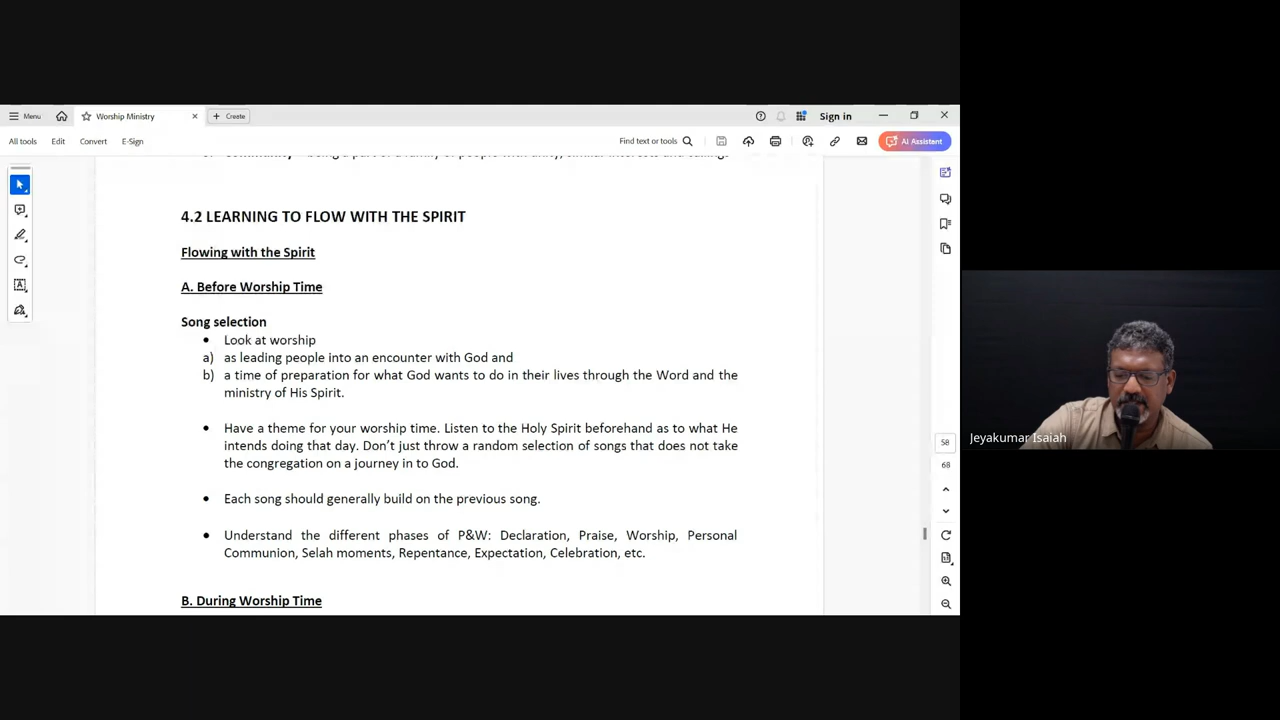 Menu
Worship Ministry
Create
Sign in
All tools Edit Convert E-Sign
Find text or tools
AI Assistant
4.2 LEARNING TO FLOW WITH THE SPIRIT
Flowing with the Spirit
A. Before Worship Time
Song selection
• Look at worship
a) as leading people into an encounter with God and
b) a time of preparation for what God wants to do in their lives through the Word and the
ministry of His Spirit.
• Have a theme for your worship time. Listen to the Holy Spirit beforehand as to what He
intends doing that day. Don't just throw a random selection of songs that does not take
the congregation on a journey in to God.
• Each song should generally build on the previous song.
• Understand the different phases of P&W: Declaration, Praise, Worship, Personal
Communion, Selah moments, Repentance, Expectation, Celebration, etc.
B. During Worship Time
58
68
Jeyakumar Isaiah